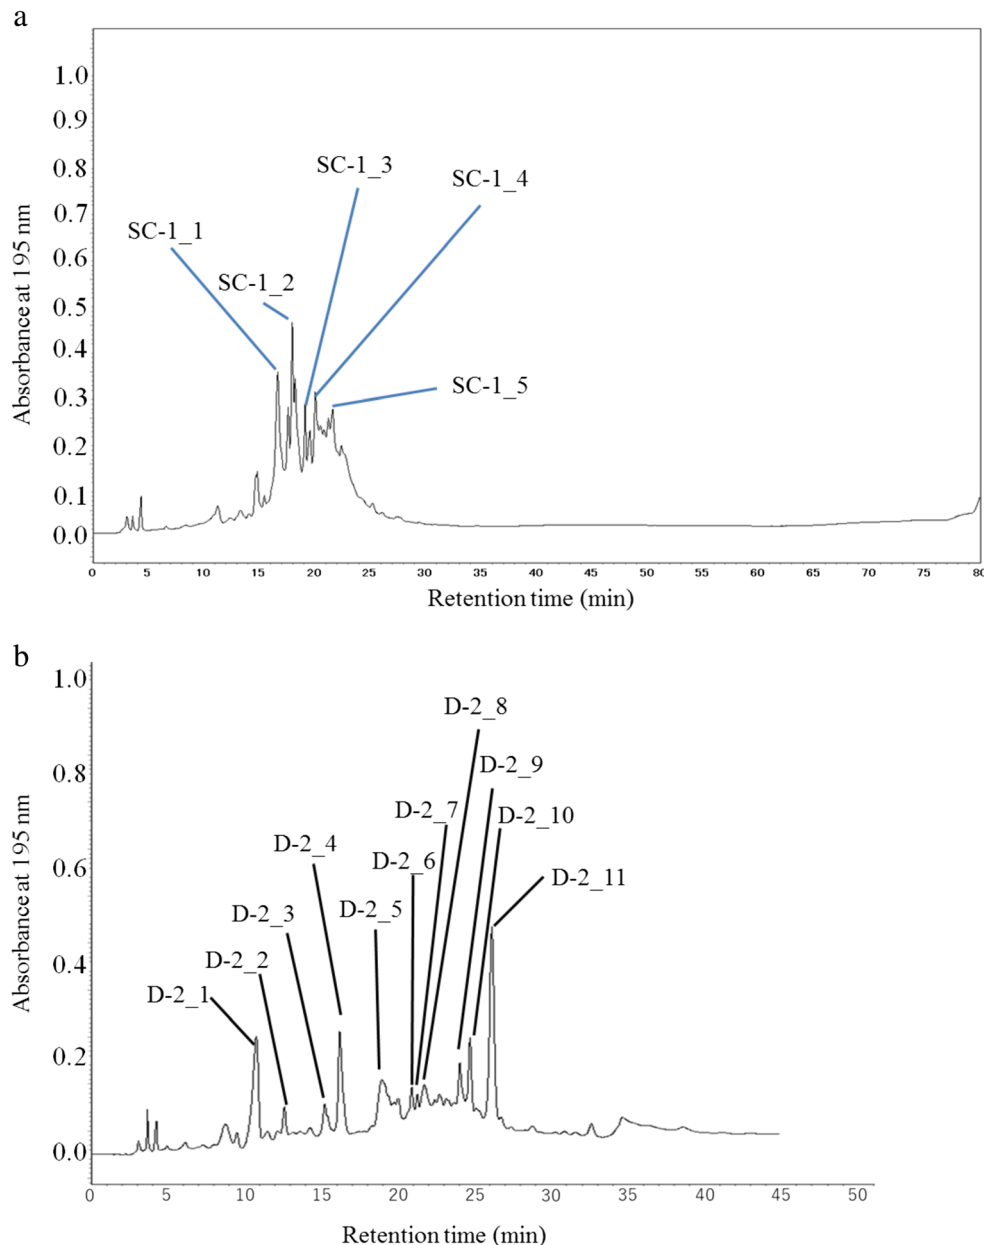 a
1.0
0.9
0.8
0.7
0.6
0.5
0.4
0.3
0.2
0.1
0.0
Absorbance at 195 nm
SC-1_3
SC-1_4
SC-1_1
SC-1_2
SC-1_5
0 5 10 15 20 25 30 35 40 45 50 55 60 65 70 75 80
Retention time (min)
b
1.0
0.8
0.6
0.4
0.2
0.0
Absorbance at 195 nm
D-2_8
D-2_9
D-2_7
D-2_10
D-2_4
D-2_6
D-2_11
D-2_5
D-2_3
D-2_2
D-2_1
0 5 10 15 20 25 30 35 40 45 50
Retention time (min)